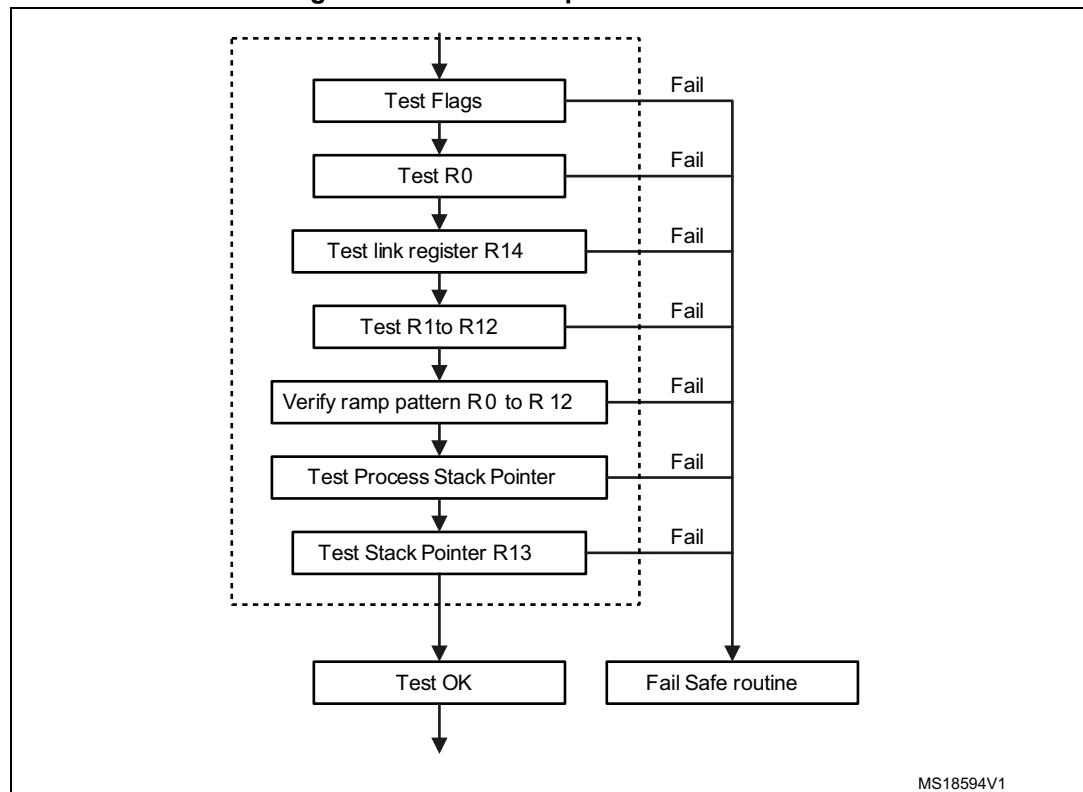 Test Flags
Fail
Test R0
Fail
Test link register R14
Fail
Test R1to R12
Fail
Verify ramp pattern R0 to R 12
Fail
Test Process Stack Pointer
Fail
Test Stack Pointer R13
Fail
Test OK
Fail Safe routine
MS18594V1